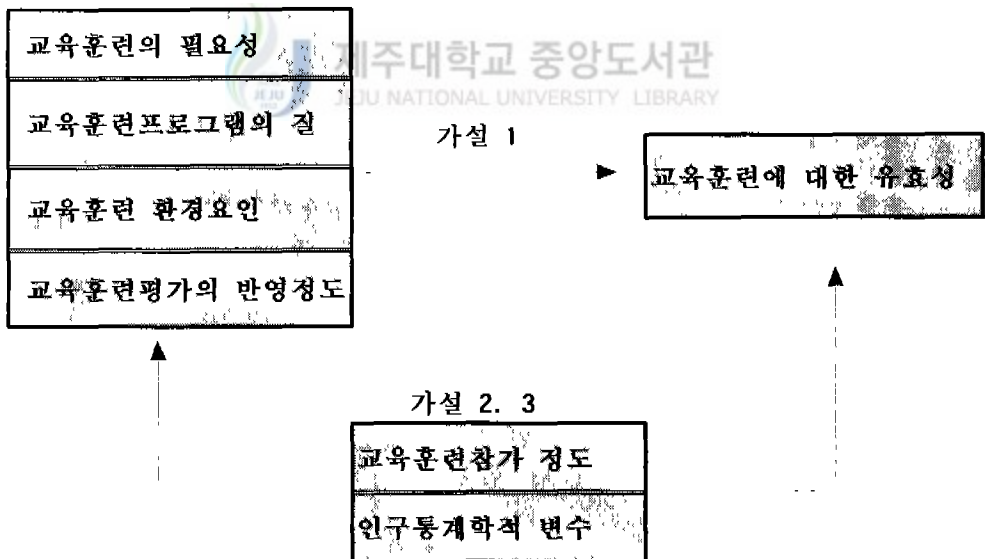 교육훈련의 필요성
제주대학교 중앙도서관
JEJU NATIONAL UNIVERSITY LIBRARY
JEJU
1952
교육훈련프로그램의 질
가설 1
교육훈련에 대한 유효성
교육훈련 환경요인
교육훈련평가의 반영정도
가설 2. 3
교육훈련참가 정도
인구통계학적 변수